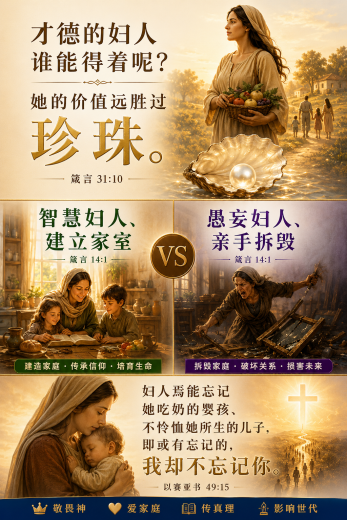 才德的妇人
谁能得着呢？
她的价值远胜过
珍珠。
箴言 31:10
智慧妇人、
建立家室
箴言 14:1
VS
愚妄妇人、
亲手拆毁
箴言 14:1
建造家庭·传承信仰·培育生命
拆毁家庭·破坏关系·损害未来
妇人焉能忘记
她吃奶的婴孩、
不怜恤她所生的儿子，
即或有忘记的，
我却不忘记你。
以赛亚书 49:15
敬畏神
爱家庭
传真理
影响世代